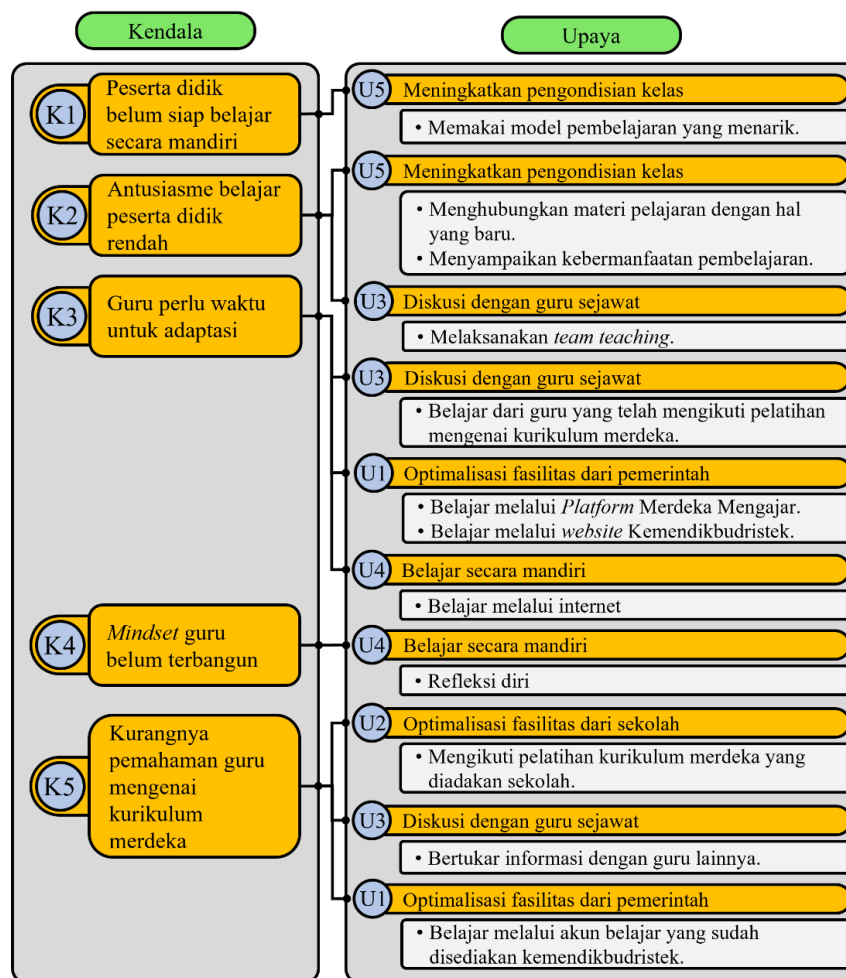 Kendala
Upaya
K1
Peserta didik
belum siap belajar
secara mandiri
U5
Meningkatkan pengondisian kelas
• Memakai model pembelajaran yang menarik.
K2
Antusiasme belajar
peserta didik
rendah
U5
Meningkatkan pengondisian kelas
• Menghubungkan materi pelajaran dengan hal
yang baru.
• Menyampaikan kebermanfaatan pembelajaran.
U3
Diskusi dengan guru sejawat
• Melaksanakan team teaching.
K3
Guru perlu waktu
untuk adaptasi
U3
Diskusi dengan guru sejawat
• Belajar dari guru yang telah mengikuti pelatihan
mengenai kurikulum merdeka.
U1
Optimalisasi fasilitas dari pemerintah
• Belajar melalui Platform Merdeka Mengajar.
• Belajar melalui website Kemendikbudristek.
U4
Belajar secara mandiri
• Belajar melalui internet
K4
Mindset guru
belum terbangun
U4
Belajar secara mandiri
• Refleksi diri
K5
Kurangnya
pemahaman guru
mengenai
kurikulum
merdeka
U2
Optimalisasi fasilitas dari sekolah
• Mengikuti pelatihan kurikulum merdeka yang
diadakan sekolah.
U3
Diskusi dengan guru sejawat
• Bertukar informasi dengan guru lainnya.
U1
Optimalisasi fasilitas dari pemerintah
• Belajar melalui akun belajar yang sudah
disediakan kemendikbudristek.